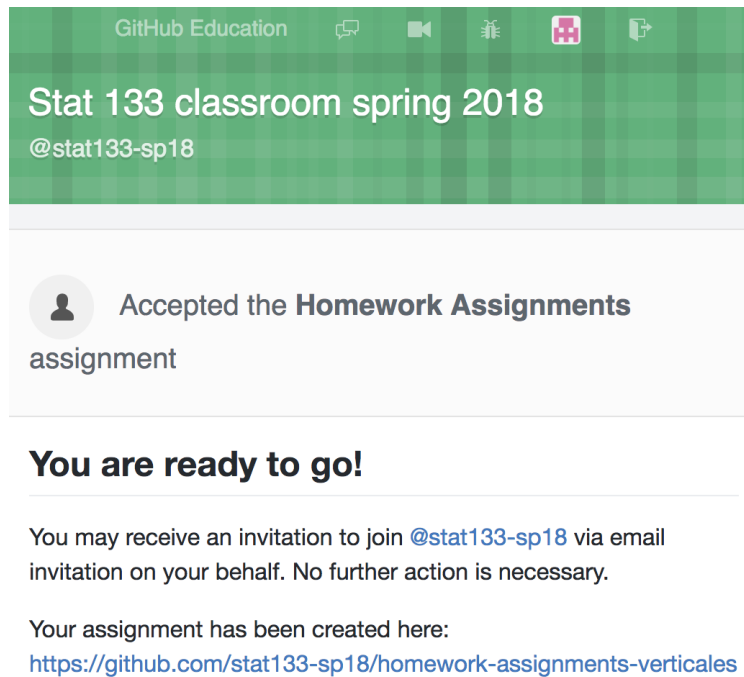 GitHub Education
Stat 133 classroom spring 2018
@stat133-sp18
Accepted the Homework Assignments
assignment
You are ready to go!
You may receive an invitation to join @stat133-sp18 via email
invitation on your behalf. No further action is necessary.
Your assignment has been created here:
https://github.com/stat133-sp18/homework-assignments-verticales